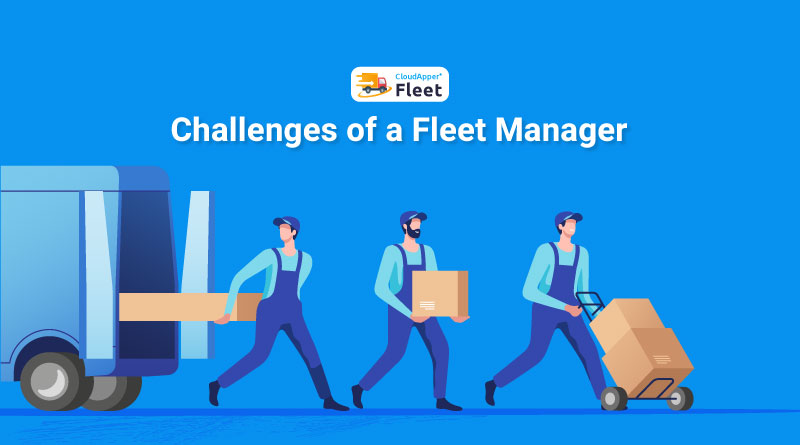 CloudApper®
Fleet
Challenges of a Fleet Manager